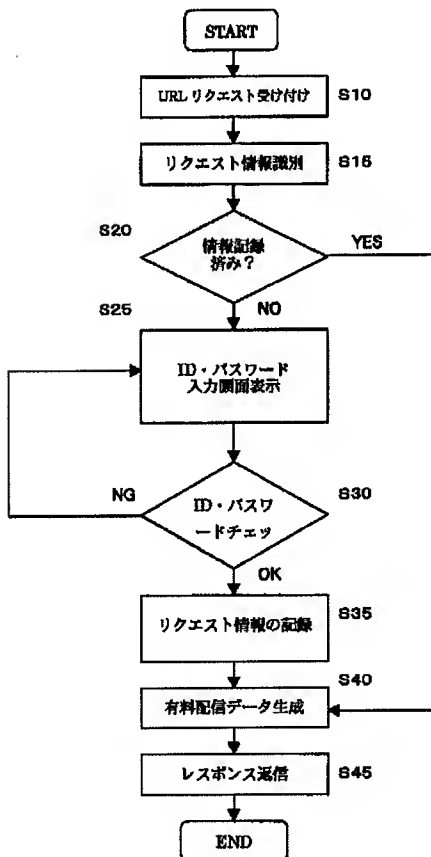 START
URLリクエスト受け付け
S10
リクエスト情報識別
S15
S20
情報記録
済み？
YES
S25
NO
ID・パスワード
入力画面表示
NG
ID・パスワ
ードチェッ
S30
OK
リクエスト情報の記録
S35
S40
有料配信データ生成
レスポンス返信
S45
END